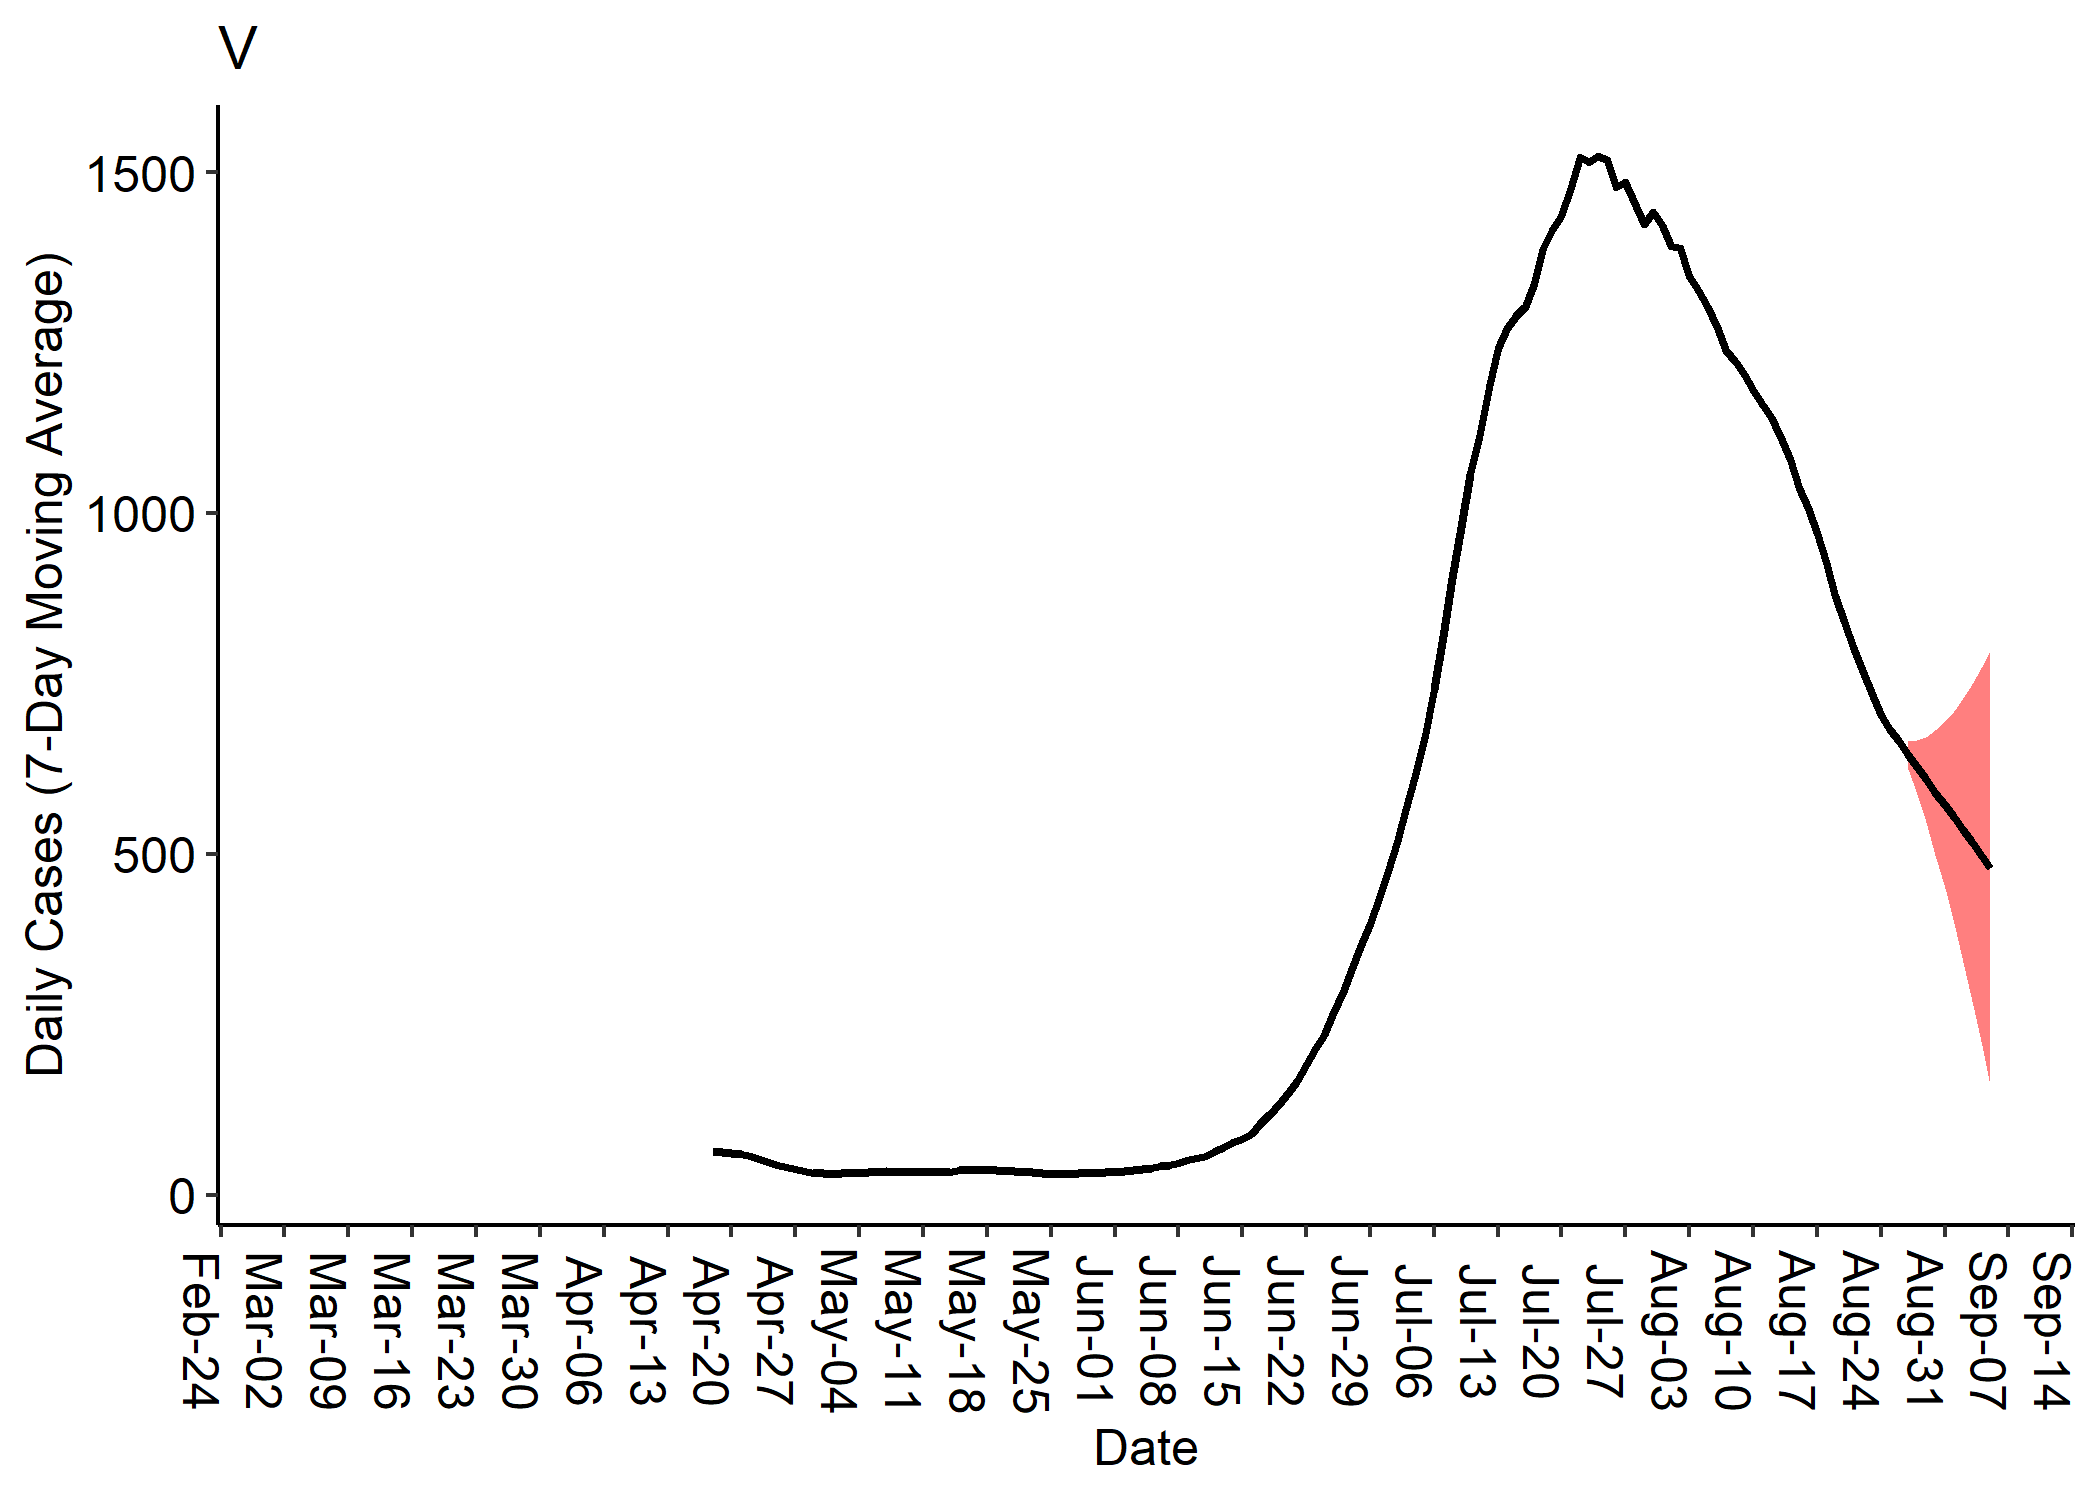 V
Daily Cases (7-Day Moving Average)
1500
1000
500
0
Feb-24
Mar-02
Mar-09
Mar-16
Mar-23
Mar-30
Apr-06
Apr-13
Apr-20
Apr-27
May-04
May-11
May-18
May-25
Jun-01
Jun-08
Jun-15
Jun-22
Jun-29
Jul-06
Jul-13
Jul-20
Jul-27
Aug-03
Aug-10
Aug-17
Aug-24
Aug-31
Sep-07
Sep-14
Date